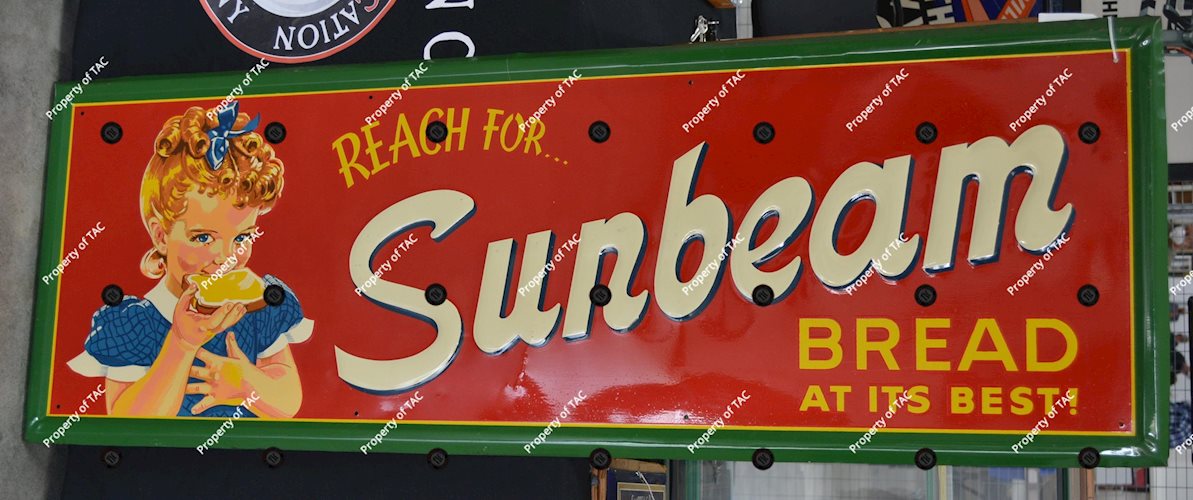 REACH FOR...
Sunbeam
BREAD
AT ITS BEST!
Property of TAC